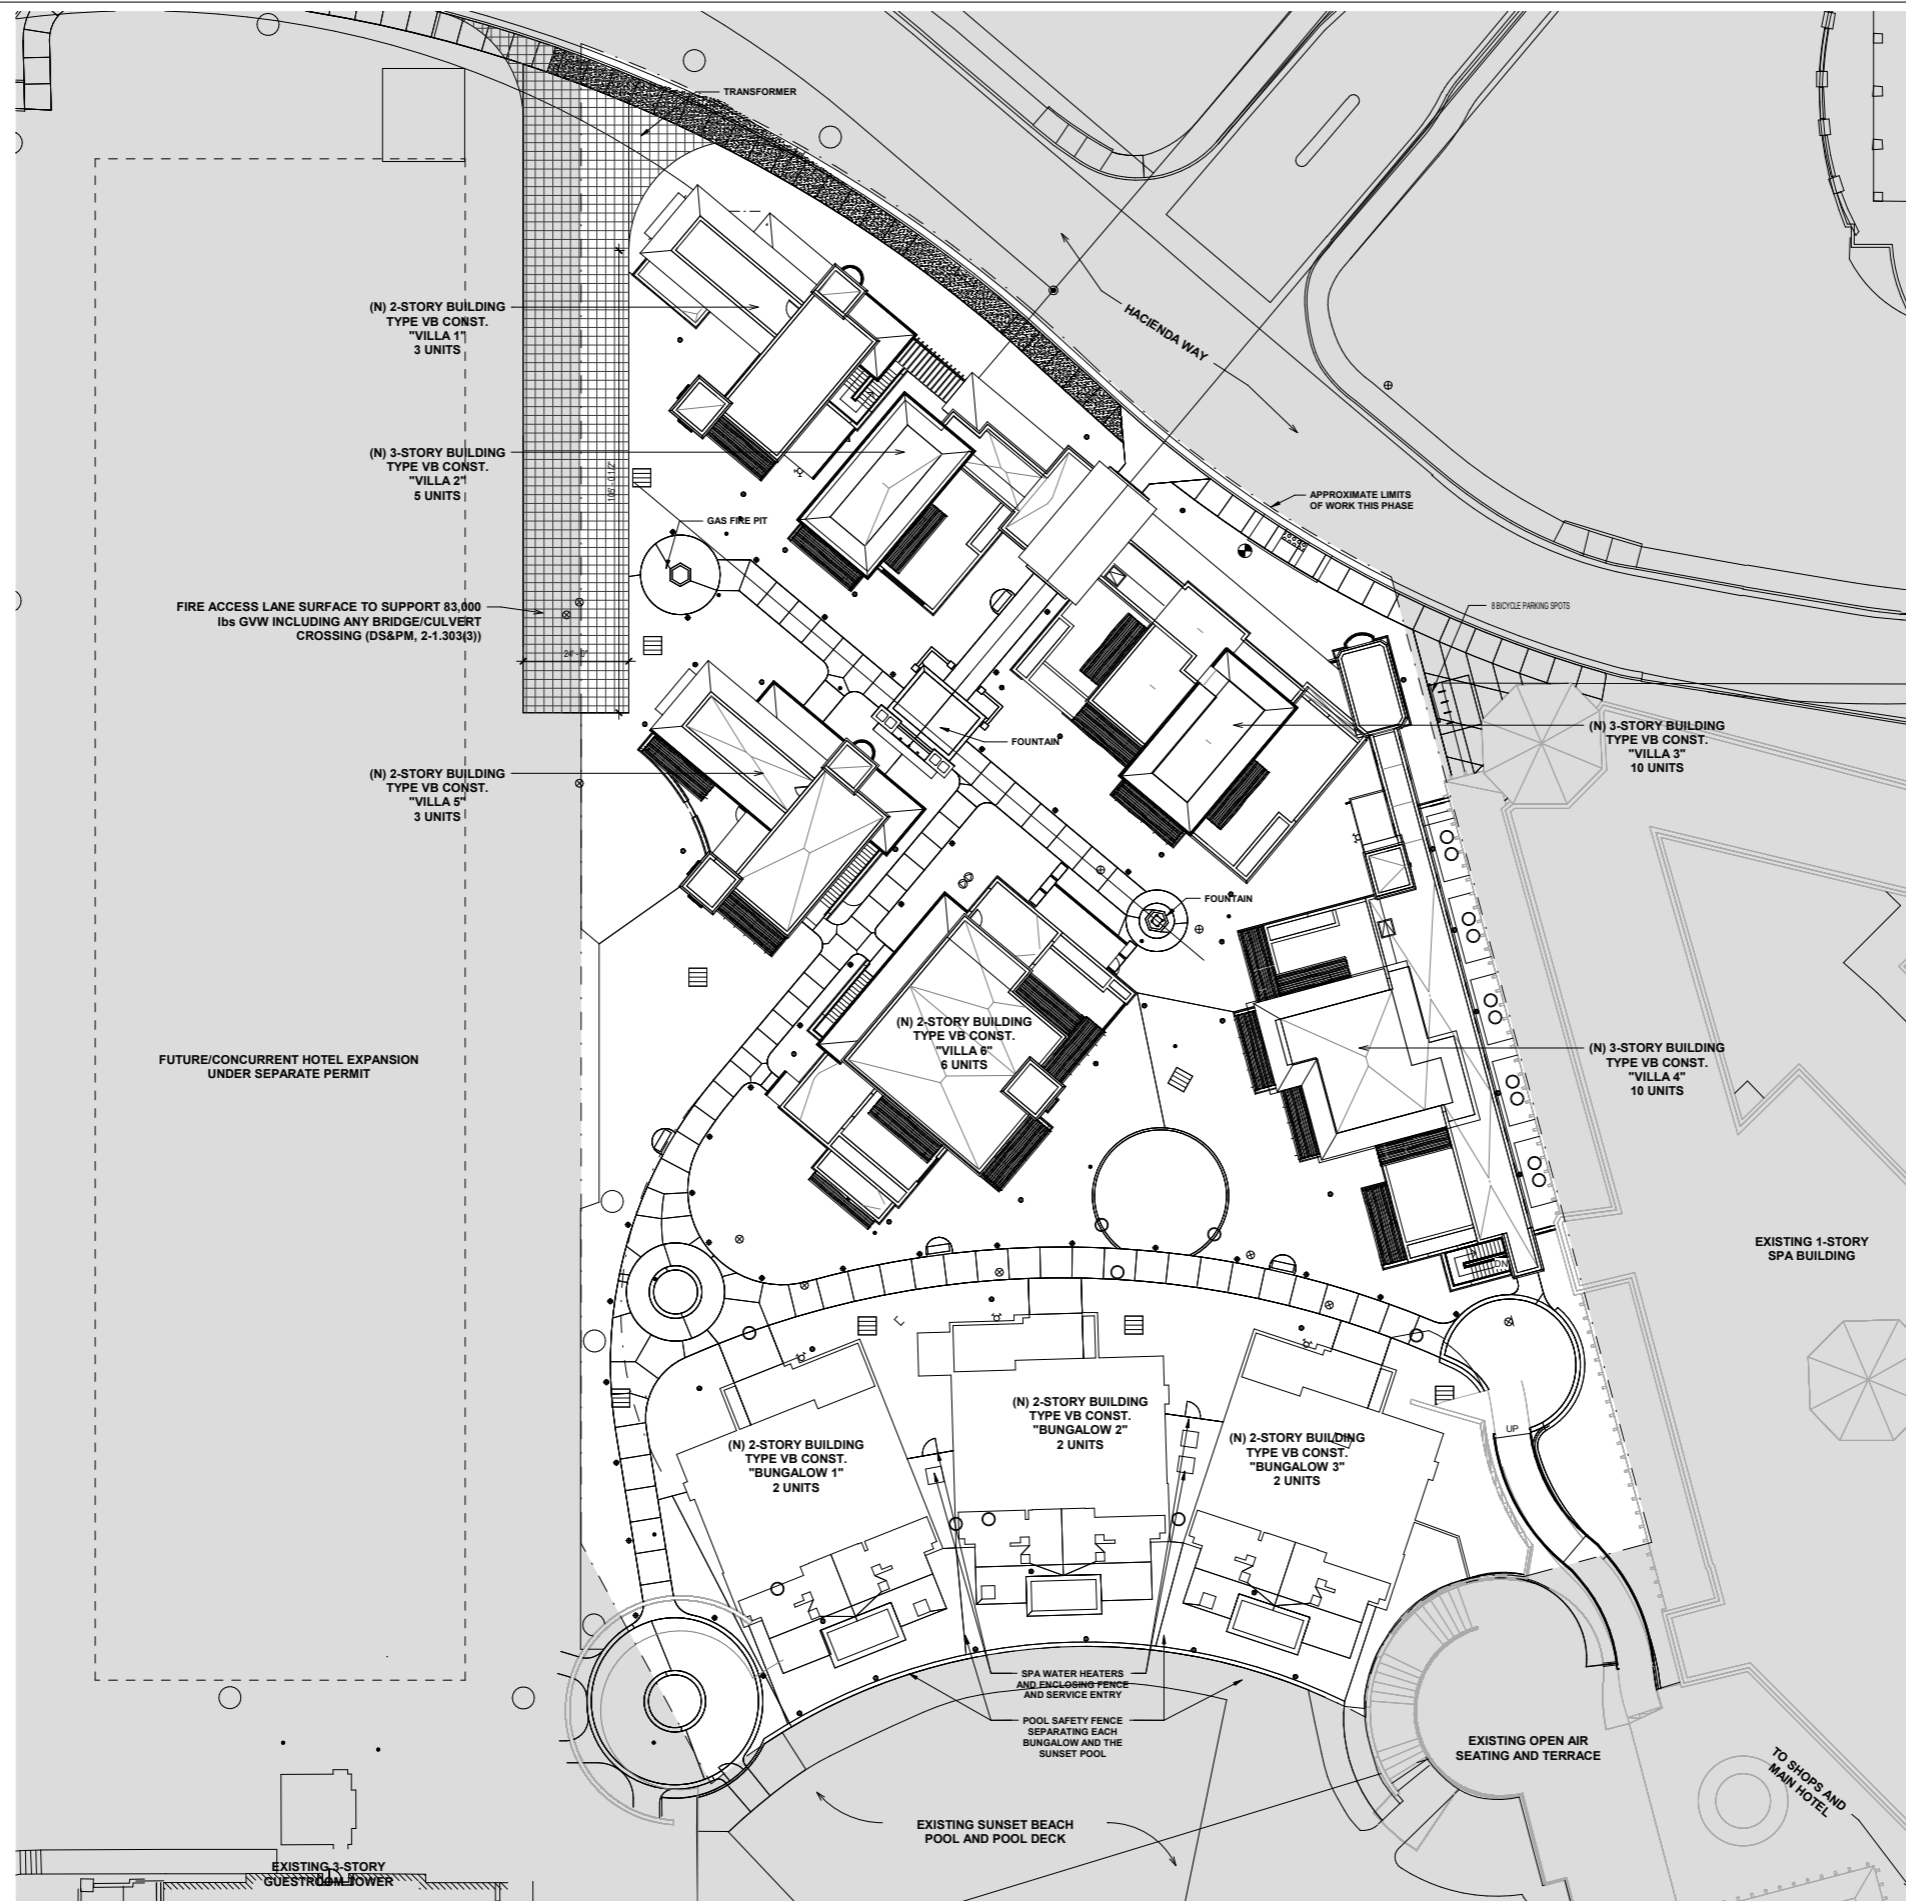 TRANSFORMER
HACIENDA WAY
(N) 2-STORY BUILDING
TYPE VB CONST.
"VILLA 1"
3 UNITS
(N) 3-STORY BUILDING
TYPE VB CONST.
"VILLA 2"
5 UNITS
GAS FIRE PIT
APPROXIMATE LIMITS
OF WORK THIS PHASE
FIRE ACCESS LANE SURFACE TO SUPPORT 83,000
lbs GVW INCLUDING ANY BRIDGE/CULVERT
CROSSING (DS&PM, 2-1.303(3))
24' - 0"
8 BICYCLE PARKING SPOTS
FOUNTAIN
(N) 3-STORY BUILDING
TYPE VB CONST.
"VILLA 3"
10 UNITS
(N) 2-STORY BUILDING
TYPE VB CONST.
"VILLA 5"
3 UNITS
FOUNTAIN
(N) 2-STORY BUILDING
TYPE VB CONST.
"VILLA 6"
6 UNITS
(N) 3-STORY BUILDING
TYPE VB CONST.
"VILLA 4"
10 UNITS
FUTURE/CONCURRENT HOTEL EXPANSION
UNDER SEPARATE PERMIT
EXISTING 1-STORY
SPA BUILDING
DN
UP
(N) 2-STORY BUILDING
TYPE VB CONST.
"BUNGALOW 1"
2 UNITS
(N) 2-STORY BUILDING
TYPE VB CONST.
"BUNGALOW 2"
2 UNITS
(N) 2-STORY BUILDING
TYPE VB CONST.
"BUNGALOW 3"
2 UNITS
SPA WATER HEATERS
AND ENCLOSING FENCE
AND SERVICE ENTRY
POOL SAFETY FENCE
SEPARATING EACH
BUNGALOW AND THE
SUNSET POOL
EXISTING OPEN AIR
SEATING AND TERRACE
TO SHOPS AND
MAIN HOTEL
EXISTING SUNSET BEACH
POOL AND POOL DECK
EXISTING 3-STORY
GUESTROOM TOWER